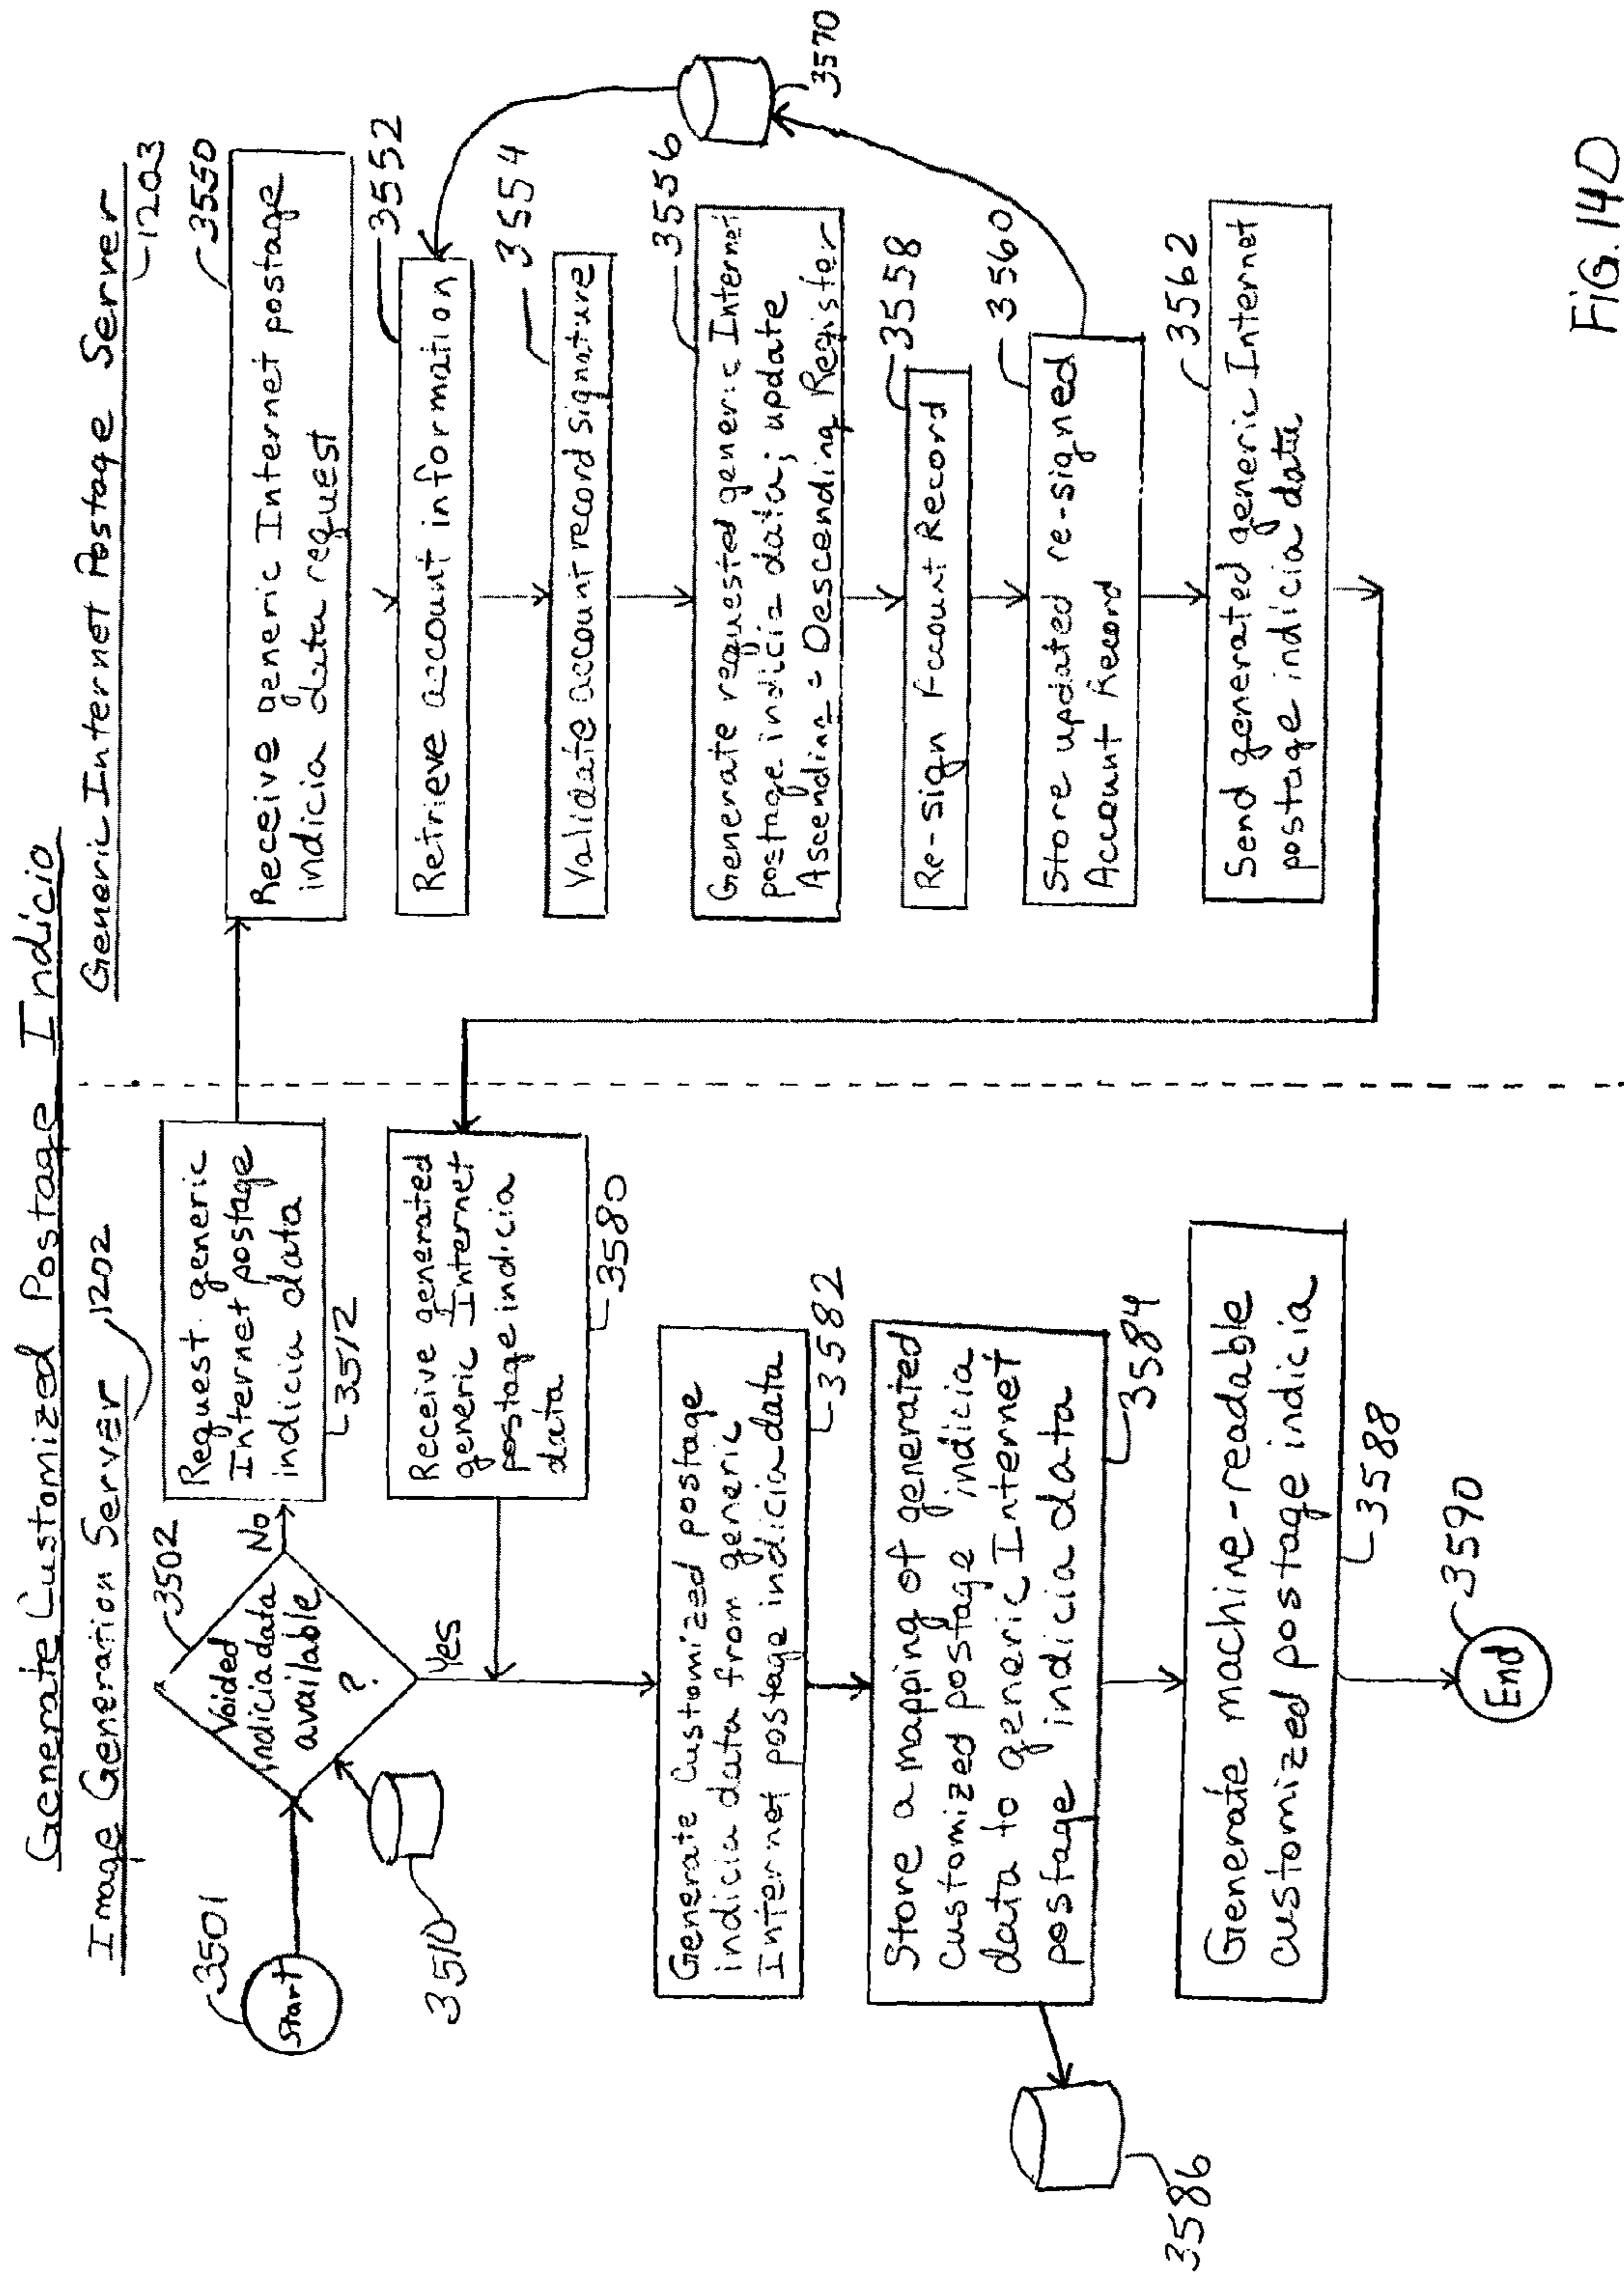 Generate Customized Postage Indicia
Image Generation Server
1202
Generic Internet Postage Server
1203
3501
Start
3502
Voided
indicia data
available
?
No
Yes
3510
Request generic
Internet postage
indicia data
3512
Receive generic Internet postage
indicia data request
3550
Retrieve account information
3552
Validate account record signature
3554
Generate requested generic Internet
postage indicia data; update
Ascending = Descending Register
3556
Re-sign Account Record
3558
Store updated re-signed
Account Record
3560
3570
Send generated generic Internet
postage indicia data
3562
Receive generated
generic Internet
postage indicia
data
3580
Generate Customized postage
indicia data from generic
Internet postage indicia data
3582
Store a mapping of generated
customized postage indicia
data to generic Internet
postage indicia data
3584
3586
Generate machine-readable
customized postage indicia
3588
End
3590
FiG. 14D